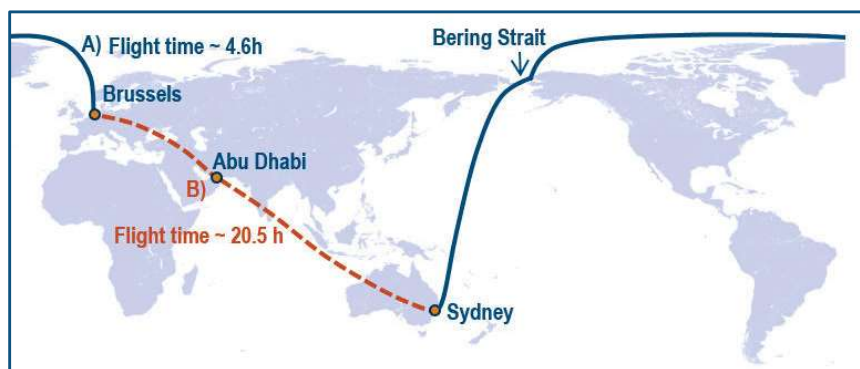 A) Flight time ~ 4.6h
Bering Strait
Brussels
Abu Dhabi
B)
Flight time ~ 20.5 h
Sydney